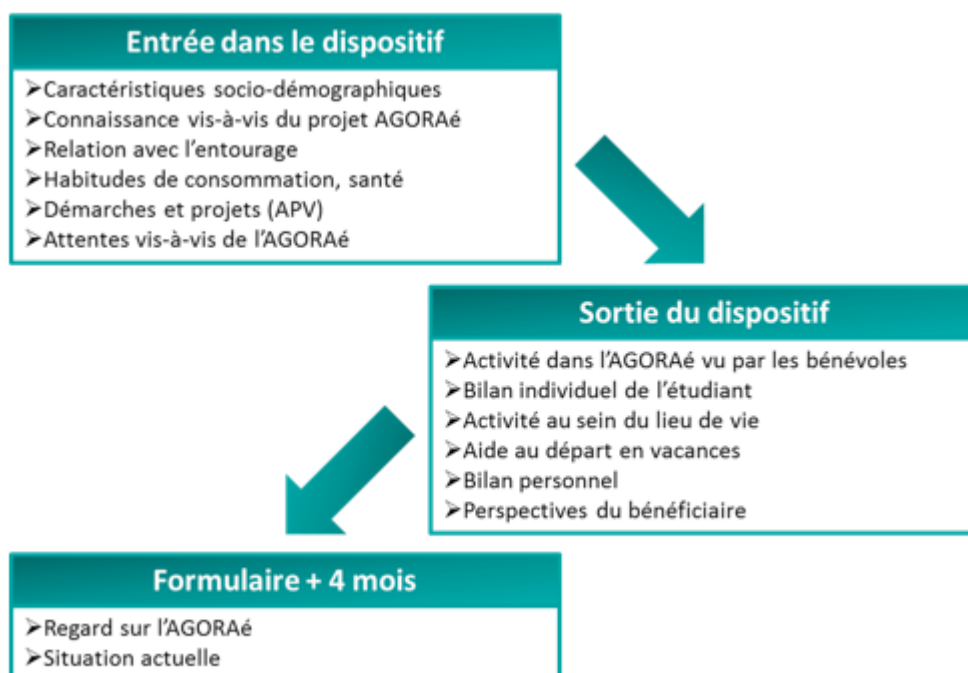 Entrée dans le dispositif
➢Caractéristiques socio-démographiques
➢Connaissance vis-à-vis du projet AGORAé
➢Relation avec l'entourage
➢Habitudes de consommation, santé
➢Démarches et projets (APV)
➢Attentes vis-à-vis de l'AGORAé
Sortie du dispositif
➢Activité dans l'AGORAé vu par les bénévoles
➢Bilan individuel de l'étudiant
➢Activité au sein du lieu de vie
➢Aide au départ en vacances
➢Bilan personnel
➢Perspectives du bénéficiaire
Formulaire + 4 mois
➢Regard sur l'AGORAé
➢Situation actuelle